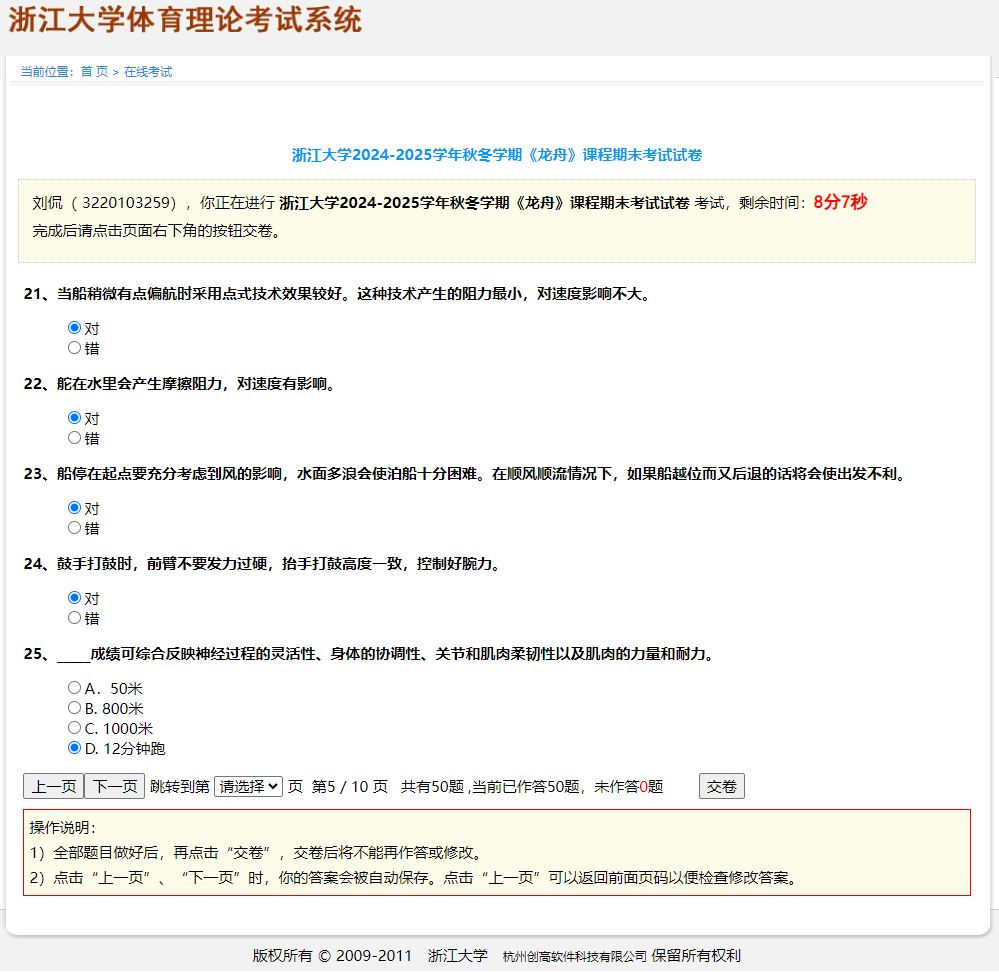 浙江大学体育理论考试系统
当前位置：首 页 > 在线考试
浙江大学2024-2025学年秋冬学期《龙舟》课程期末考试试卷
刘侃（ 3220103259），你正在进行 浙江大学2024-2025学年秋冬学期《龙舟》课程期末考试试卷 考试，剩余时间：8分7秒
完成后请点击页面右下角的按钮交卷。
21、当船稍微有点偏航时采用点式技术效果较好。这种技术产生的阻力最小，对速度影响不大。
对
错
22、舵在水里会产生摩擦阻力，对速度有影响。
对
错
23、船停在起点要充分考虑到风的影响，水面多浪会使泊船十分困难。在顺风顺流情况下，如果船越位而又后退的话将会使出发不利。
对
错
24、鼓手打鼓时，前臂不要发力过硬，抬手打鼓高度一致，控制好腕力。
对
错
25、_____成绩可综合反映神经过程的灵活性、身体的协调性、关节和肌肉柔韧性以及肌肉的力量和耐力。
A．50米
B. 800米
C. 1000米
D. 12分钟跑
上一页 下一页 跳转到第 请选择 页 第5 / 10 页 共有50题 ,当前已作答50题，未作答0题 交卷
操作说明：
1）全部题目做好后，再点击“交卷”，交卷后将不能再作答或修改。
2）点击“上一页”、“下一页”时，你的答案会被自动保存。点击“上一页”可以返回前面页码以便检查修改答案。
版权所有 © 2009-2011 浙江大学 杭州创高软件科技有限公司 保留所有权利